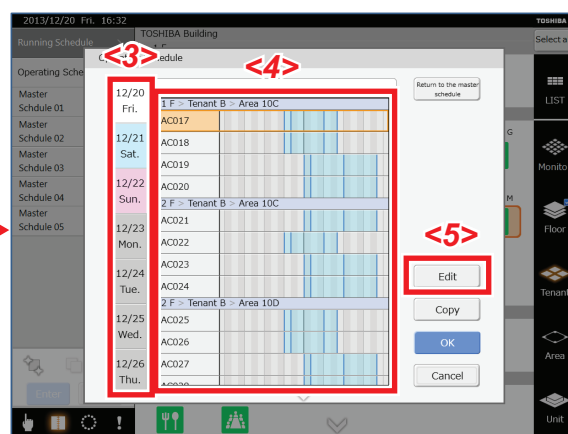 2013/12/20 Fri. 16:32
TOSHIBA
Running Schedule
TOSHIBA Building
Select a
<3>
edule
<4>
Operating Sche
Master
Schdule 01
Master
Schdule 02
Master
Schdule 03
Master
Schdule 04
Master
Schdule 05
12/20
Fri.
12/21
Sat.
12/22
Sun.
12/23
Mon.
12/24
Tue.
12/25
Wed.
12/26
Thu.
1 F > Tenant B > Area 10C
AC017
AC018
AC019
AC020
2 F > Tenant B > Area 10C
AC021
AC022
AC023
AC024
2 F > Tenant B > Area 10D
AC025
AC026
AC027
AC028
Return to the master
schedule
<5>
Edit
Copy
OK
Cancel
G
M
LIST
Monito
Floor
Tenant
Area
Unit
Enter
!